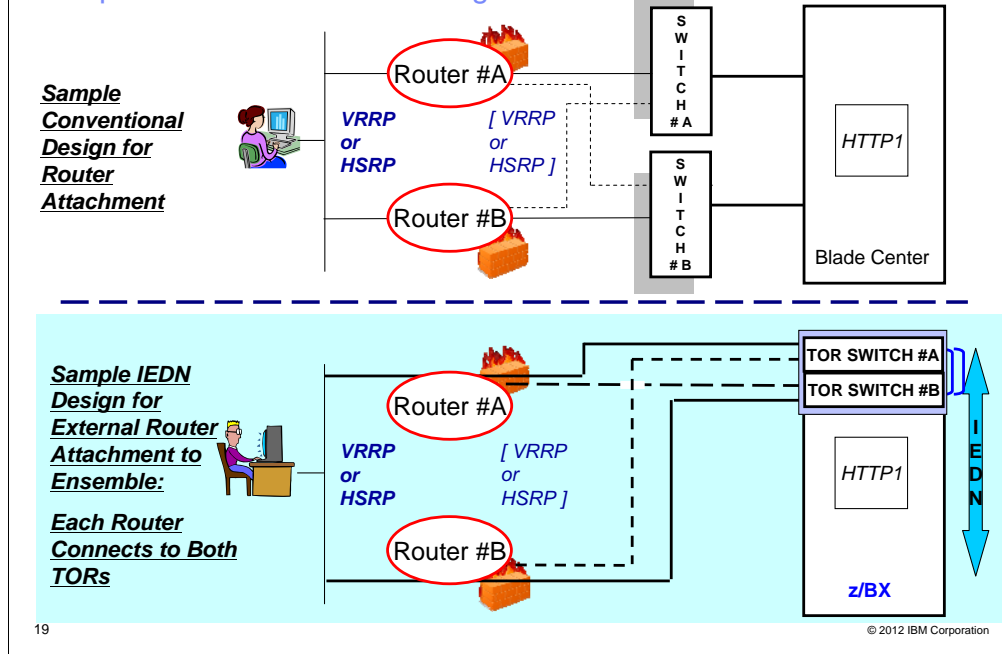 Sample
Conventional
Design for
Router
Attachment
Router #A
VRRP
or
HSRP
[ VRRP
or
HSRP ]
Router #B
S
W
I
T
C
H
# A
S
W
I
T
C
H
# B
HTTP1
Blade Center
Sample IEDN
Design for
External Router
Attachment to
Ensemble:
Each Router
Connects to Both
TORs
Router #A
VRRP
or
HSRP
[ VRRP
or
HSRP ]
Router #B
TOR SWITCH #A
TOR SWITCH #B
HTTP1
z/BX
I
E
D
N
19
© 2012 IBM Corporation